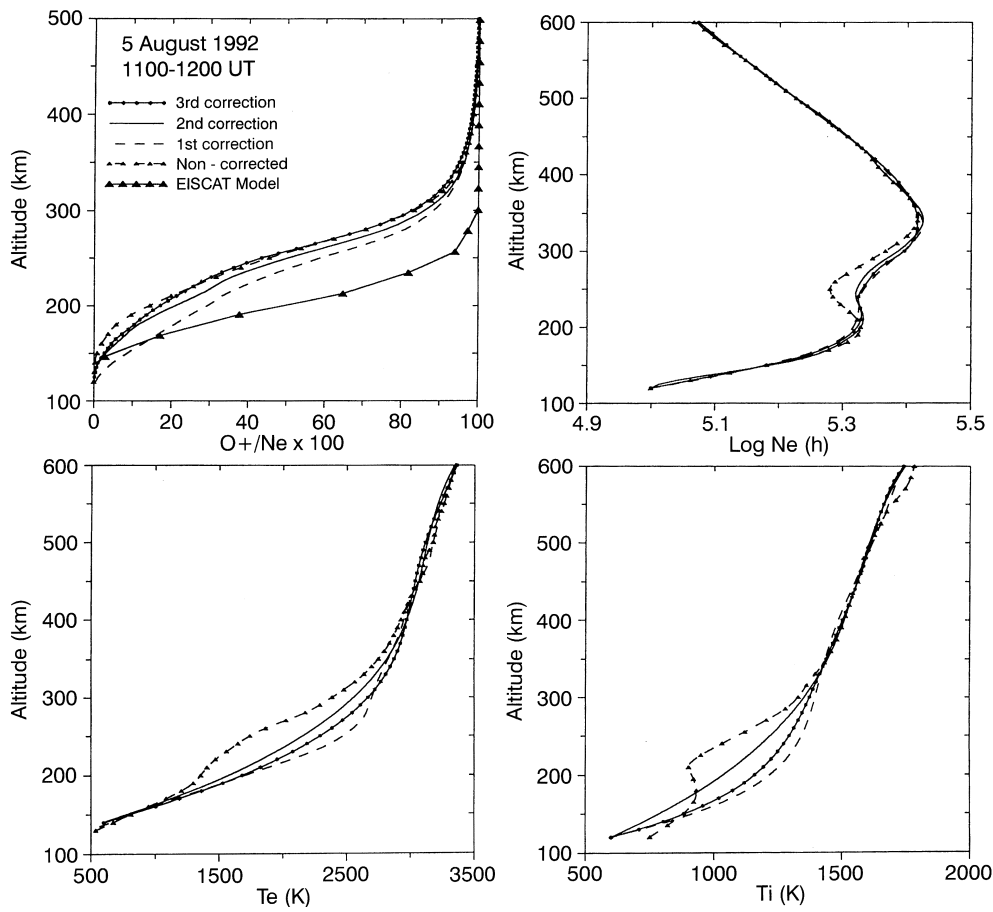 500
400
300
200
100
Altitude (km)
5 August 1992
1100-1200 UT
3rd correction
2nd correction
1st correction
Non - corrected
EISCAT Model
0 20 40 60 80 100
O+/Ne x 100
600
500
400
300
200
100
Altitude (km)
4.9 5.1 5.3 5.5
Log Ne (h)
600
500
400
300
200
100
Altitude (km)
500 1500 2500 3500
Te (K)
600
500
400
300
200
100
Altitude (km)
500 1000 1500 2000
Ti (K)